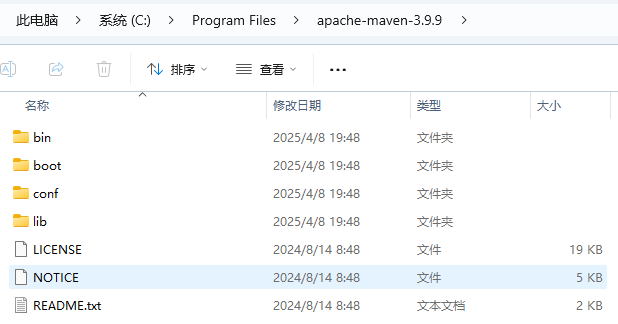 此电脑 > 系统 (C:) > Program Files > apache-maven-3.9.9 >
排序 查看 ...
名称 修改日期 类型 大小
bin 2025/4/8 19:48 文件夹
boot 2025/4/8 19:48 文件夹
conf 2025/4/8 19:48 文件夹
lib 2025/4/8 19:48 文件夹
LICENSE 2024/8/14 8:48 文件 19 KB
NOTICE 2024/8/14 8:48 文件 5 KB
README.txt 2024/8/14 8:48 文本文档 2 KB